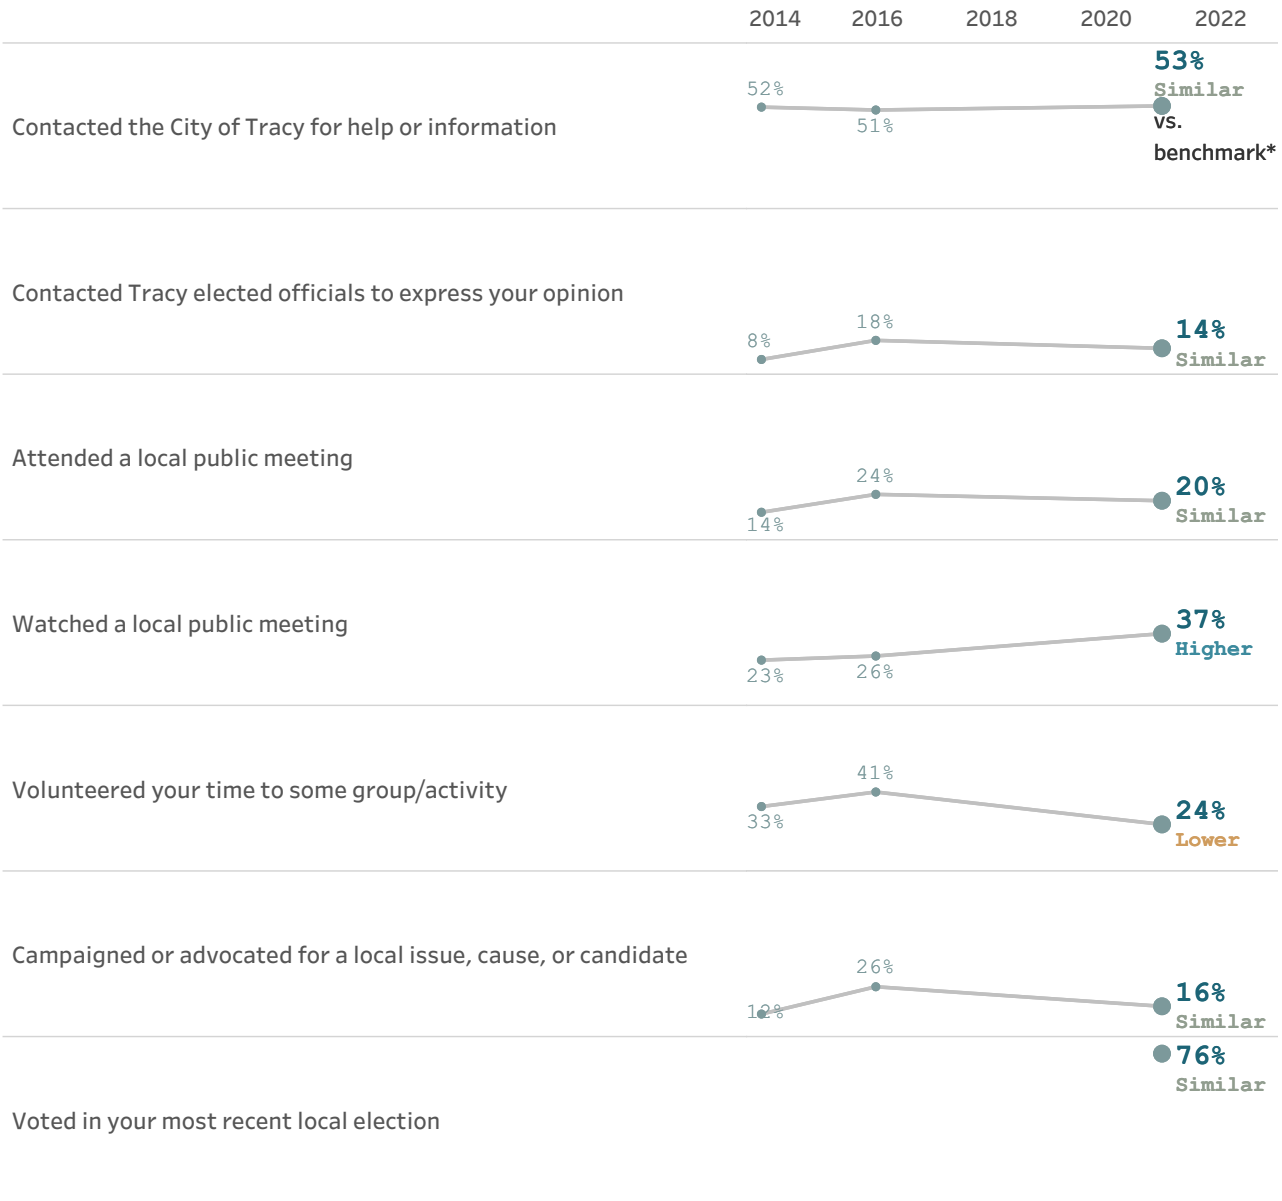 2014 2016 2018 2020 2022
53%
Similar
vs.
benchmark*
52%
51%
Contacted the City of Tracy for help or information
Contacted Tracy elected officials to express your opinion
8%
18%
14%
Similar
Attended a local public meeting
14%
24%
20%
Similar
Watched a local public meeting
23%
26%
37%
Higher
Volunteered your time to some group/activity
33%
41%
24%
Lower
Campaigned or advocated for a local issue, cause, or candidate
12%
26%
16%
Similar
76%
Similar
Voted in your most recent local election